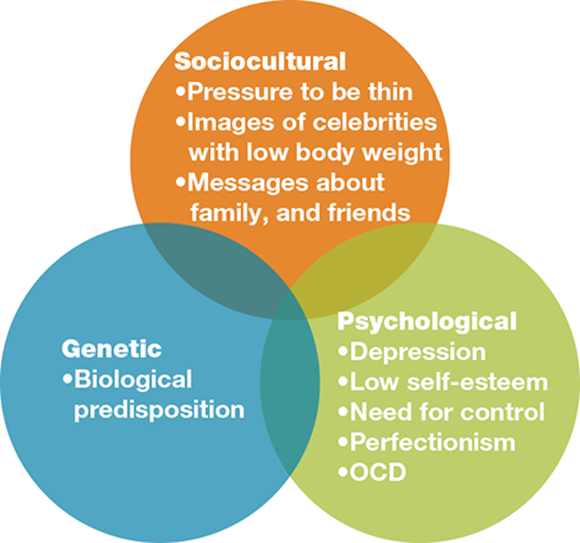 Sociocultural
•Pressure to be thin
•Images of celebrities
with low body weight
•Messages about
family, and friends
Genetic
•Biological
predisposition
Psychological
•Depression
•Low self-esteem
•Need for control
•Perfectionism
•OCD